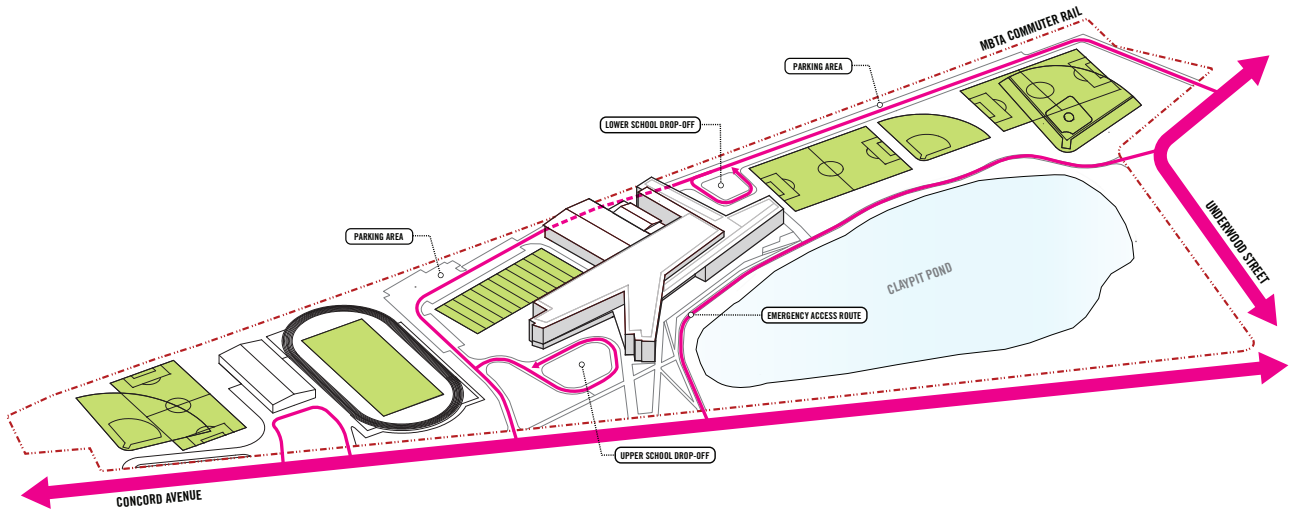 MBTA COMMUTER RAIL
PARKING AREA
LOWER SCHOOL DROP-OFF
UNDERWOOD STREET
PARKING AREA
CLAYPIT POND
EMERGENCY ACCESS ROUTE
UPPER SCHOOL DROP-OFF
CONCORD AVENUE